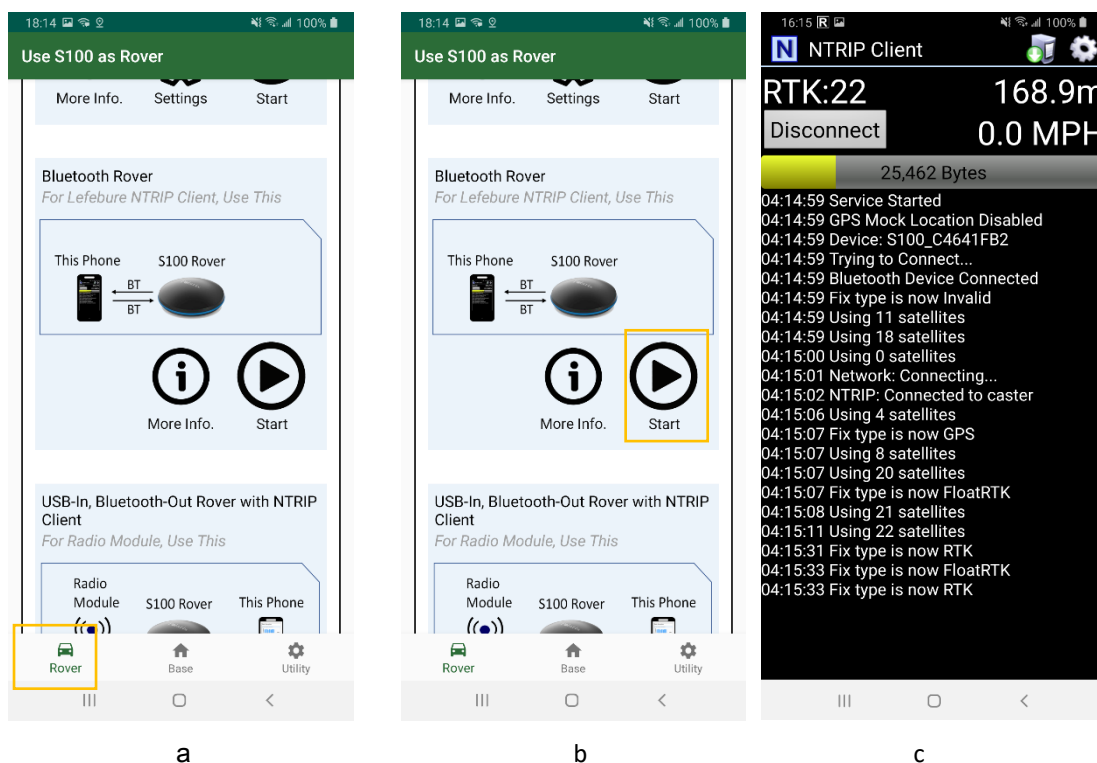 18:14 100%
Use S100 as Rover
More Info. Settings Start
Bluetooth Rover
For Lefebure NTRIP Client, Use This
This Phone S100 Rover
BT
BT
More Info. Start
USB-In, Bluetooth-Out Rover with NTRIP
Client
For Radio Module, Use This
Radio
Module S100 Rover This Phone
Rover Base Utility
a
18:14 100%
Use S100 as Rover
More Info. Settings Start
Bluetooth Rover
For Lefebure NTRIP Client, Use This
This Phone S100 Rover
BT
BT
More Info. Start
USB-In, Bluetooth-Out Rover with NTRIP
Client
For Radio Module, Use This
Radio
Module S100 Rover This Phone
Rover Base Utility
b
16:15 R 100%
N NTRIP Client
RTK:22 168.9m
Disconnect 0.0 MPH
25,462 Bytes
04:14:59 Service Started
04:14:59 GPS Mock Location Disabled
04:14:59 Device: S100_C4641FB2
04:14:59 Trying to Connect...
04:14:59 Bluetooth Device Connected
04:14:59 Fix type is now Invalid
04:14:59 Using 11 satellites
04:14:59 Using 18 satellites
04:15:00 Using 0 satellites
04:15:01 Network: Connecting...
04:15:02 NTRIP: Connected to caster
04:15:06 Using 4 satellites
04:15:07 Fix type is now GPS
04:15:07 Using 8 satellites
04:15:07 Using 20 satellites
04:15:07 Fix type is now FloatRTK
04:15:08 Using 21 satellites
04:15:11 Using 22 satellites
04:15:31 Fix type is now RTK
04:15:33 Fix type is now FloatRTK
04:15:33 Fix type is now RTK
c